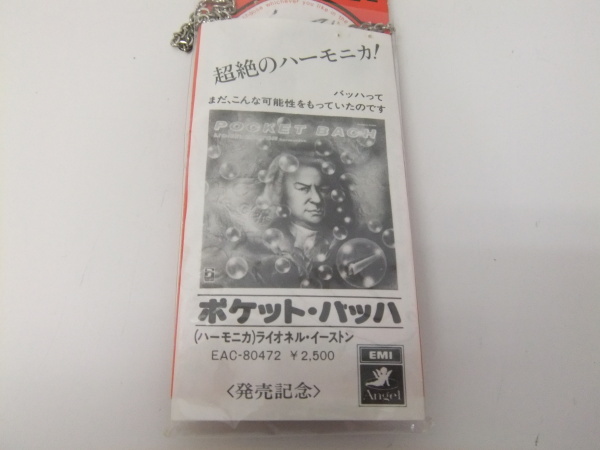 超絶のハーモニカ!
バッハって
まだ、こんな可能性をもっていたのです
POCKET BACH
ポケット・バッハ
(ハーモニカ)ライオネル・イーストン
EAC-80472 ¥2,500
EMI
Angel
〈発売記念〉